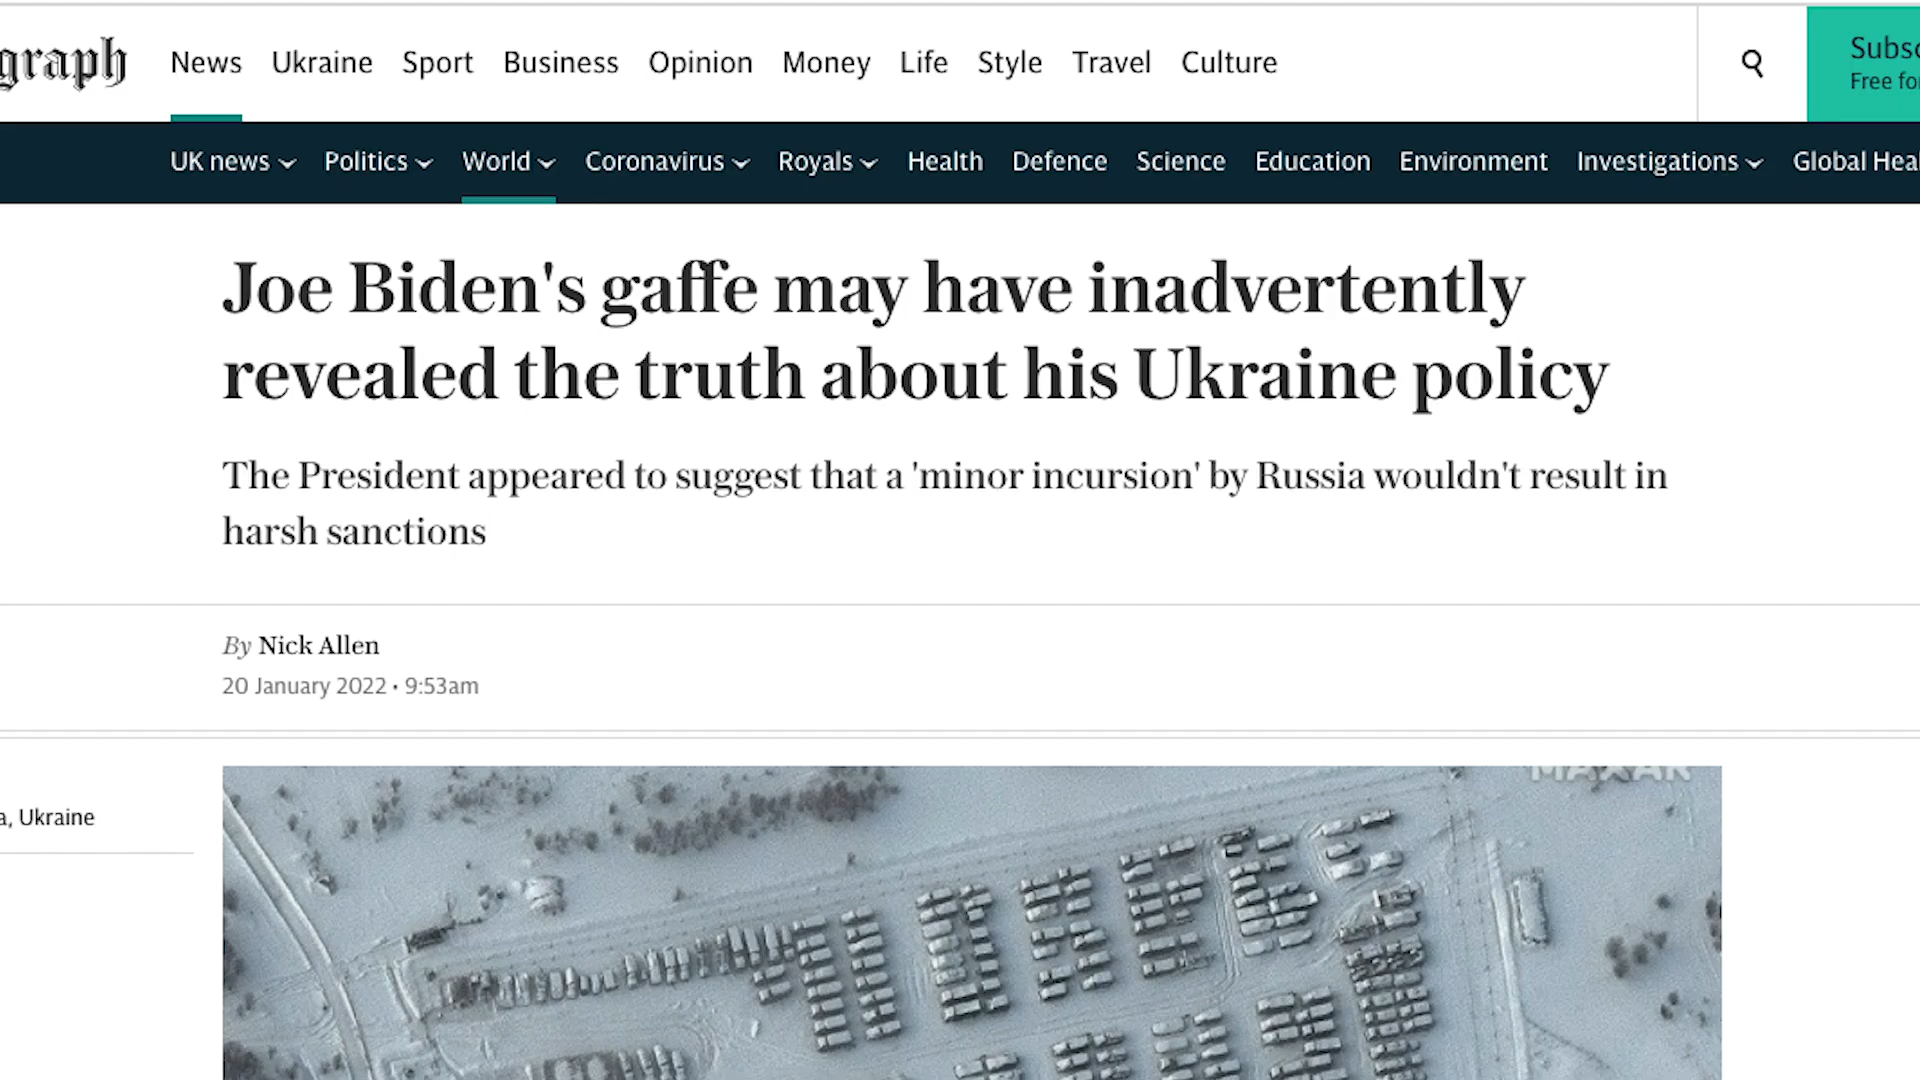 graph
News Ukraine Sport Business Opinion Money Life Style Travel Culture
Subsc
Free fo
UK news Politics World Coronavirus Royals Health Defence Science Education Environment Investigations Global Heal
Joe Biden's gaffe may have inadvertently
revealed the truth about his Ukraine policy
The President appeared to suggest that a 'minor incursion' by Russia wouldn't result in
harsh sanctions
By Nick Allen
20 January 2022 • 9:53am
MAXAR
a, Ukraine